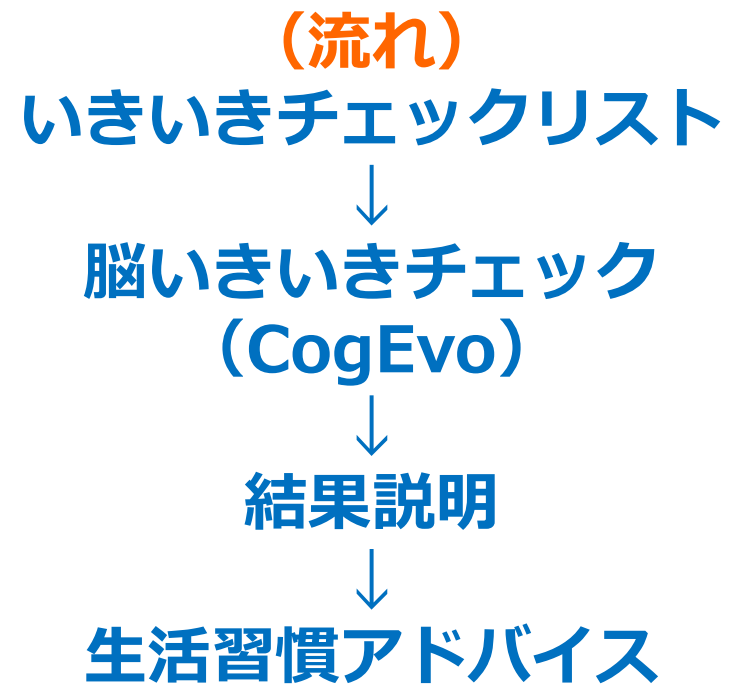 （流れ）
いきいきチェックリスト
↓
脳いきいきチェック
（CogEvo）
↓
結果説明
↓
生活習慣アドバイス